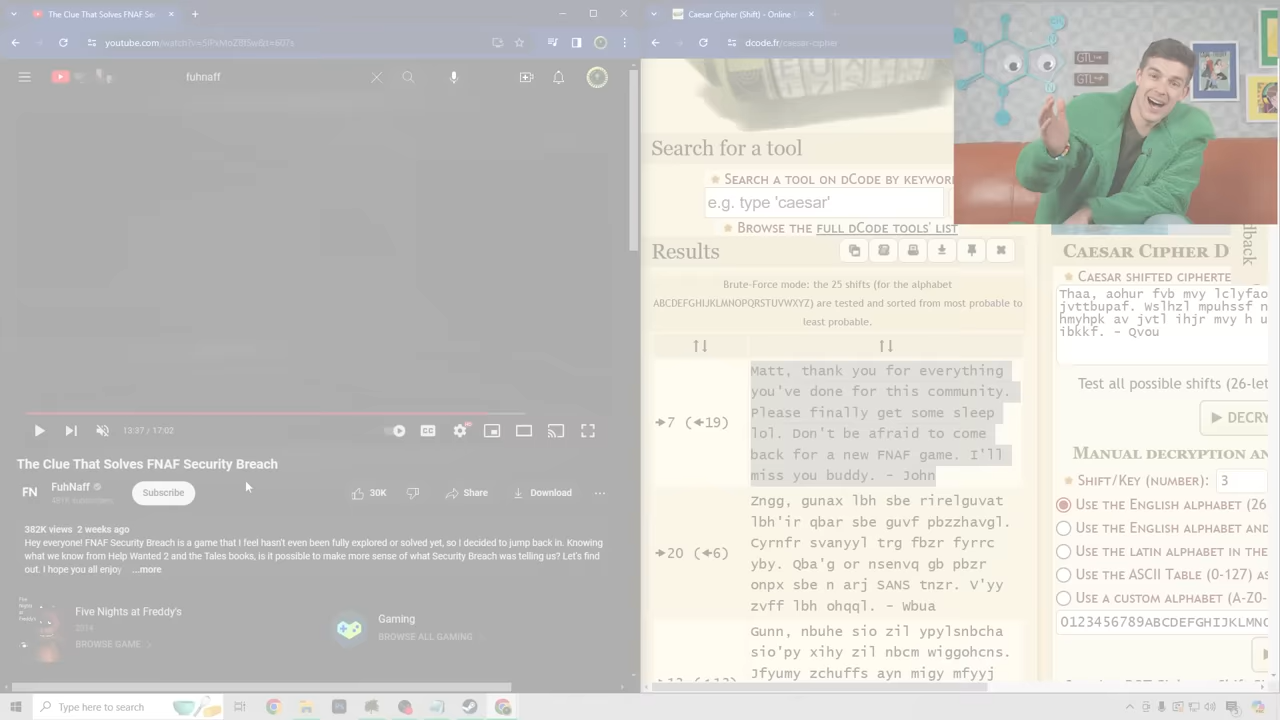 The Clue That Solves FNAF Sec
fuhnaff
13:37 / 17:02
The Clue That Solves FNAF Security Breach
FN
FuhNaff
Subscribe
30K
Share
Download
382K views 2 weeks ago
Hey everyone! FNAF Security Breach is a game that I feel hasn't even been fully explored or solved yet, so I decided to jump back in. Knowing
what we know from Help Wanted 2 and the Tales books, is it possible to make more sense of what Security Breach was telling us? Let's find
out. I hope you all enjoy ...more
Five Nights at Freddy's
2014
BROWSE GAME
Gaming
BROWSE ALL GAMING
Type here to search
Caesar Cipher (Shift) - Online
dcode.fr/caesar-cipher
GTLive
GTLive
Search for a tool
SEARCH A TOOL ON DCODE BY KEYWOR
e.g. type 'caesar'
BROWSE THE FULL DCODE TOOLS' LIST
Results
Brute-Force mode: the 25 shifts (for the alphabet
ABCDEFGHIJKLMNOPQRSTUVWXYZ) are tested and sorted from most probable to
least probable.
→7 (←19)
Matt, thank you for everything
you've done for this community.
Please finally get some sleep
lol. Don't be afraid to come
back for a new FNAF game. I'll
miss you buddy. - John
→20 (←6)
Zngg, gunax lbh sbe rirelguvat
lbh'ir qbar sbe guvf pbzzhavgl.
Cyrnfr svanyyl trg fbzr fyrrc
yby. Qba'g or nsenvq gb pbzr
onpx sbe n arj SANS tnzr. V'yy
zvff lbh ohqql. - Wbua
Gunn, nbuhe sio zil ypylsnbcha
sio'py xihy zil nbcm wiggohcns.
Jfyumy zchuffs ayn migy mfyyj
dback
CAESAR CIPHER D
CAESAR SHIFTED CIPHERTE
Thaa, aohur fvb mvy lclyfao
jvttbupaf. Wslhzl mpuhssf n
hmyhpk av jvtl ihjr mvy h u
ibkkf. - Qvou
Test all possible shifts (26-let
DECRY
MANUAL DECRYPTION AN
SHIFT/KEY (NUMBER): 3
USE THE ENGLISH ALPHABET (26
USE THE ENGLISH ALPHABET AND
USE THE LATIN ALPHABET IN THE
USE THE ASCII TABLE (0-127) AS
USE A CUSTOM ALPHABET (A-Z0-
0123456789ABCDEFGHIJKLMNO